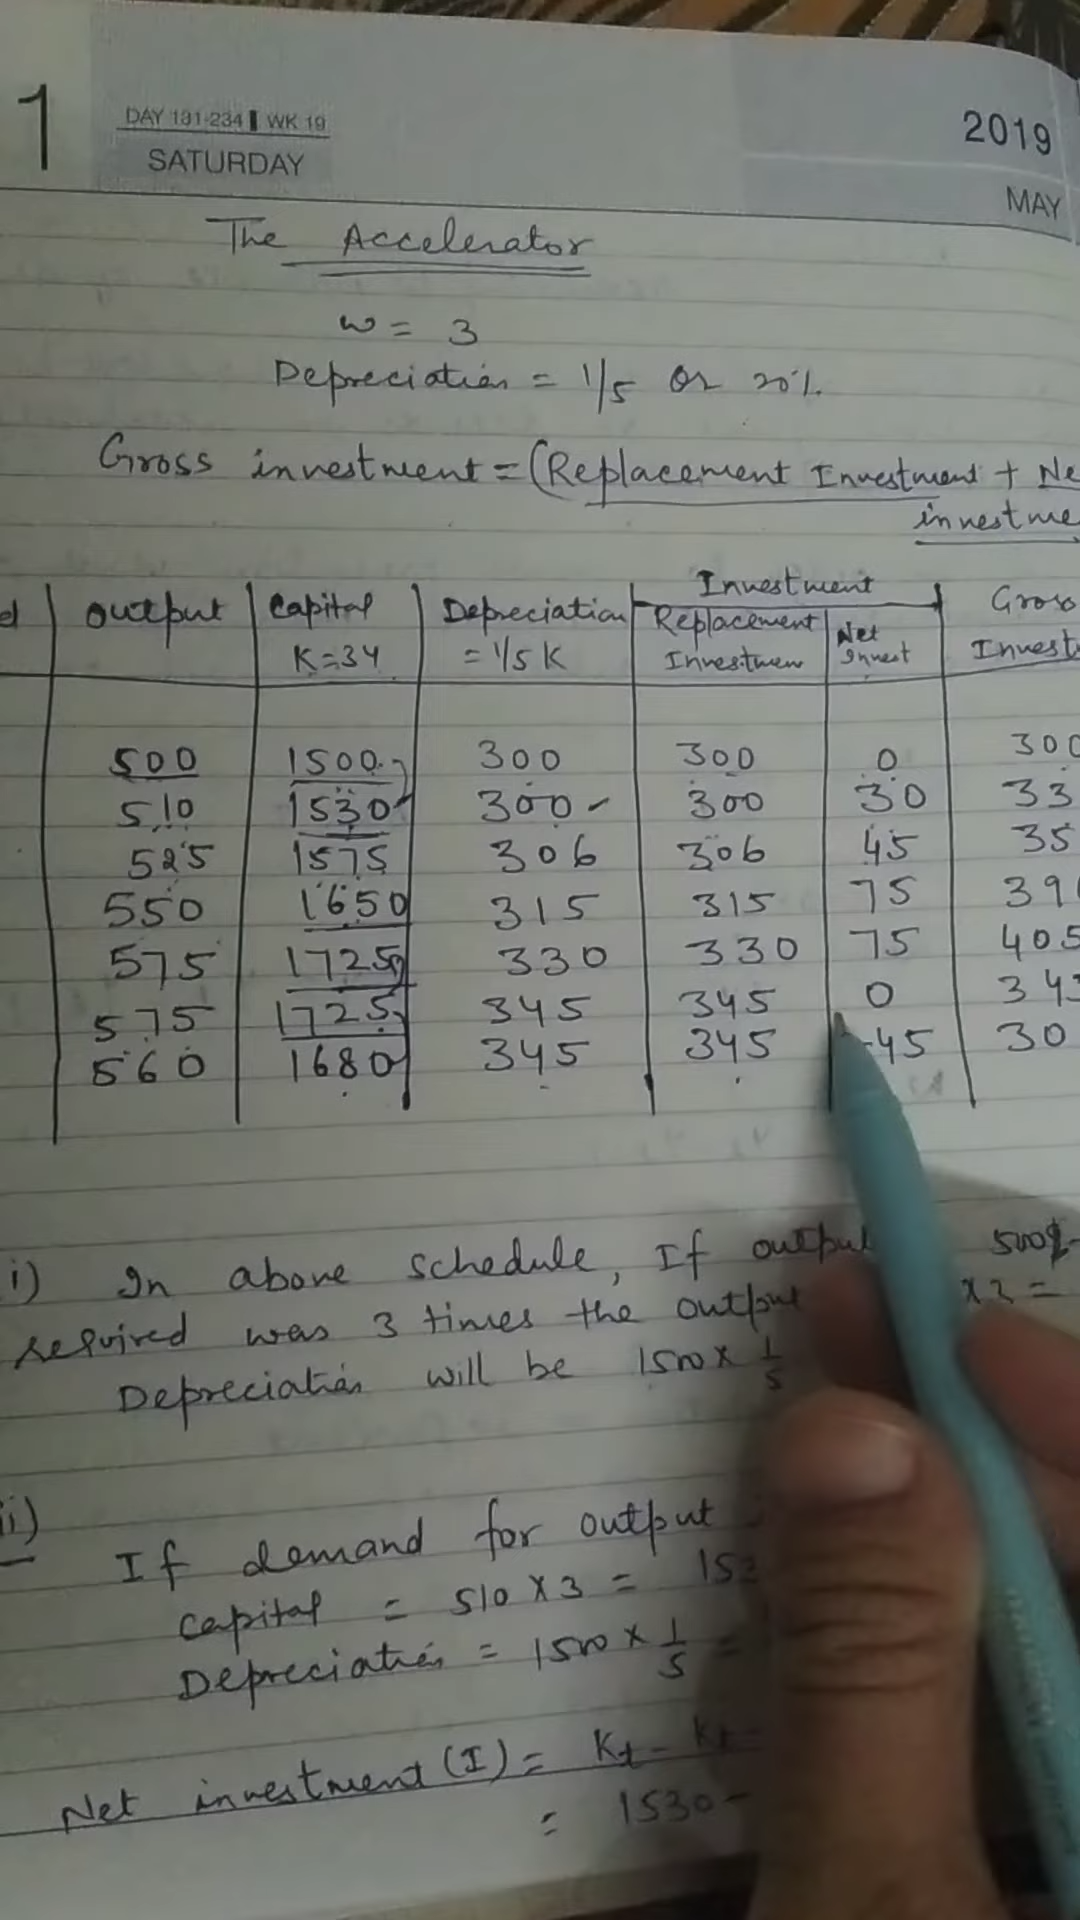 1
DAY 131-234 WK 19
SATURDAY
2019
MAY
The Accelerator
w = 3
Depreciation = 1/5 Or 20%
Gross investment = (Replacement Investment + Ne
investme
d Output Capital Depreciation Investment Gross
K=3Y = 1/5 K Replacement Net Invest
Investmen Invest
500 1500 300 300 0 300
510 1530 300 300 30 33
525 1575 306 306 45 35
550 1650 315 315 75 39
575 1725 330 330 75 405
575 1725 345 345 0 34
560 1680 345 345 -45 30
i) In above schedule, If output
required was 3 times the output =
Depreciation will be 1500 × 1/5
ii)
If demand for output
capital = 510 × 3 = 153
Depreciation = 1500 × 1/5 =
Net investment (I) = Kt - Kt-
= 1530 -